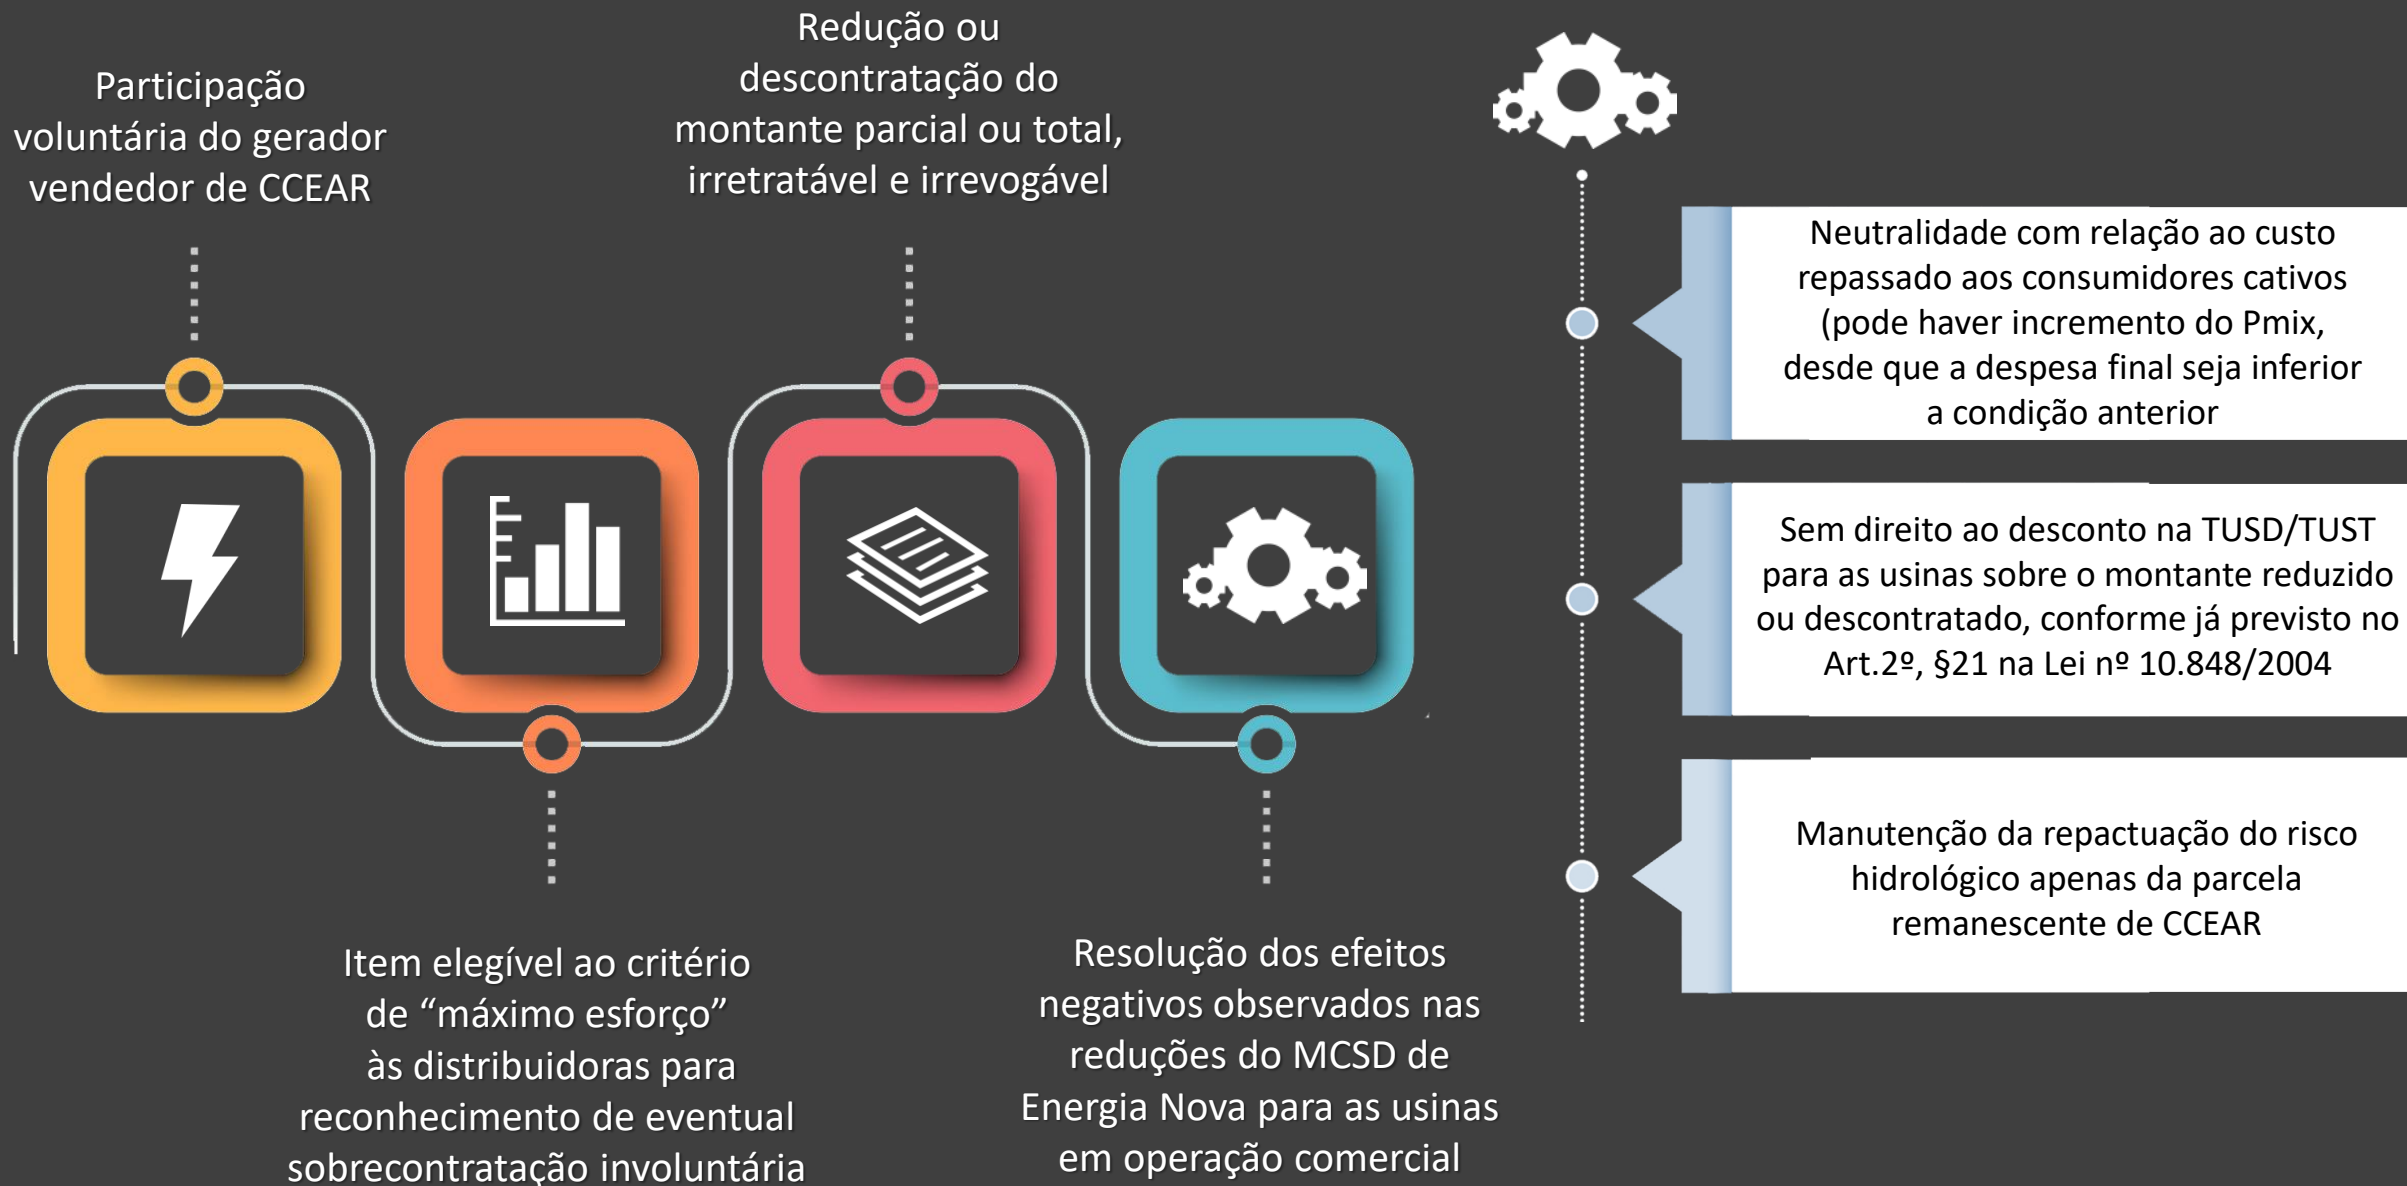 Participação
voluntária do gerador
vendedor de CCEAR
Redução ou
descontratação do
montante parcial ou total,
irretratável e irrevogável
Item elegível ao critério
de “máximo esforço”
às distribuidoras para
reconhecimento de eventual
sobrecontratação involuntária
Resolução dos efeitos
negativos observados nas
reduções do MCSD de
Energia Nova para as usinas
em operação comercial
Neutralidade com relação ao custo
repassado aos consumidores cativos
(pode haver incremento do Pmix,
desde que a despesa final seja inferior
a condição anterior
Sem direito ao desconto na TUSD/TUST
para as usinas sobre o montante reduzido
ou descontratado, conforme já previsto no
Art.2º, §21 na Lei nº 10.848/2004
Manutenção da repactuação do risco
hidrológico apenas da parcela
remanescente de CCEAR